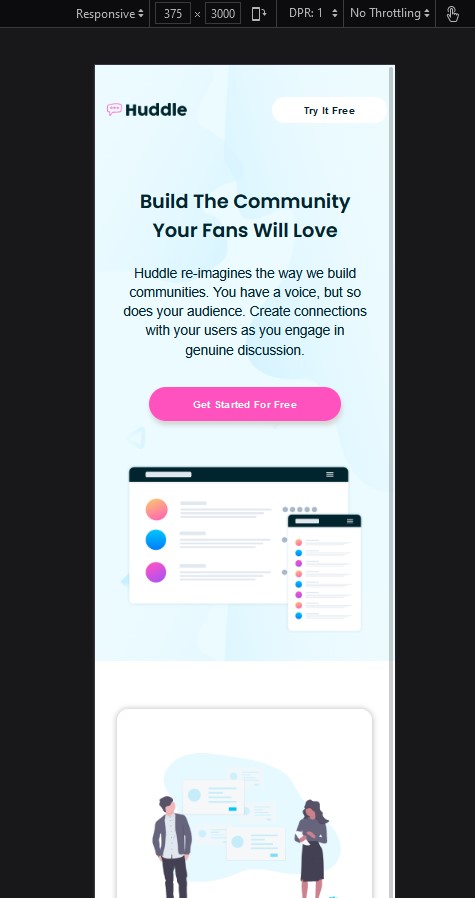 Responsive 375 × 3000 DPR: 1 No Throttling
Huddle
Try It Free
Build The Community
Your Fans Will Love
Huddle re-imagines the way we build
communities. You have a voice, but so
does your audience. Create connections
with your users as you engage in
genuine discussion.
Get Started For Free